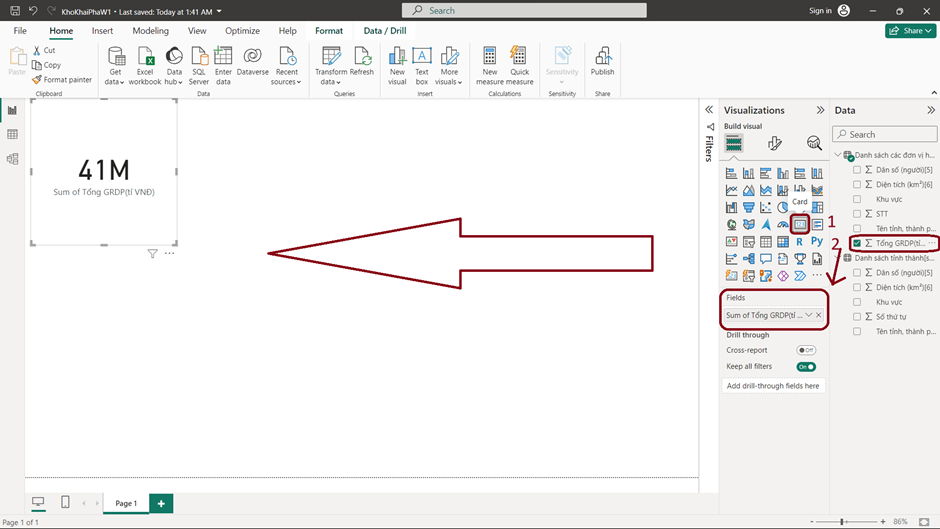 KhoKhaiPhaW1 • Last saved: Today at 1:41 AM
Search
Sign in
File Home Insert Modeling View Optimize Help Format Data / Drill
Share
Paste
Cut
Copy
Format painter
Clipboard
Get data
Excel workbook
Data hub
SQL Server
Enter data
Dataverse
Recent sources
Data
Transform data
Refresh
Queries
New visual
Text box
More visuals
Insert
New measure
Quick measure
Calculations
Sensitivity
Sensitivity
Publish
Share
41M
Sum of Tổng GRDP(tỉ VNĐ)
Filters
Visualizations
Build visual
Card
1
2
R Py
Fields
Sum of Tổng GRDP(tỉ ...
Drill through
Cross-report
Off
Keep all filters
On
Add drill-through fields here
Data
Search
Danh sách các đơn vị h...
Dân số (người)[5]
Diện tích (km²)[6]
Khu vực
STT
Tên tỉnh, thành p...
Tổng GRDP(tỉ... ...
Danh sách tỉnh thành[s...
Dân số (người)[5]
Diện tích (km²)[6]
Khu vực
Số thứ tự
Tên tỉnh, thành p...
Page 1
+
Page 1 of 1
- + 86%